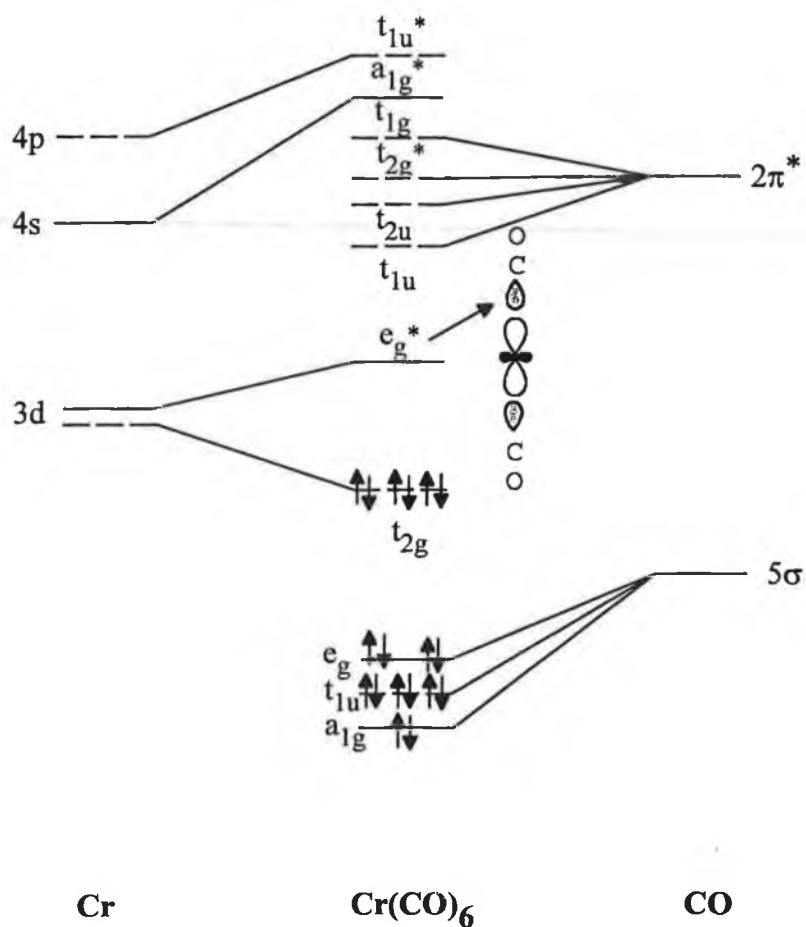 t₁ᵤ*
a₁g*
4p
t₁g
t₂g*
2π*
4s
t₂ᵤ
O
t₁ᵤ
C
eg*
3d
C
O
t₂g
5σ
eg
t₁ᵤ
a₁g
Cr Cr(CO)₆ CO